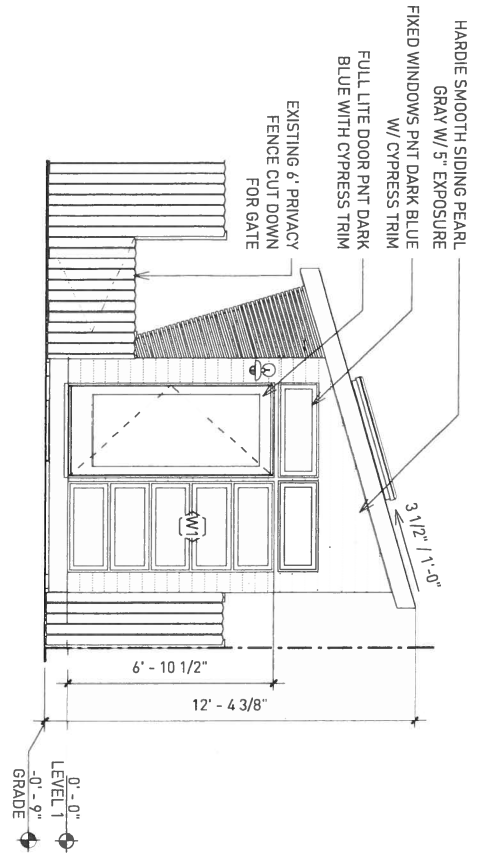 HARDIE SMOOTH SIDING PEARL
GRAY W/ 5" EXPOSURE
FIXED WINDOWS PNT DARK BLUE
W/ CYPRESS TRIM
FULL LITE DOOR PNT DARK
BLUE WITH CYPRESS TRIM
EXISTING 6' PRIVACY
FENCE CUT DOWN
FOR GATE
3 1/2" / 1'-0"
W1
6' - 10 1/2"
12' - 4 3/8"
0' - 0"
LEVEL 1
-0' - 9"
GRADE